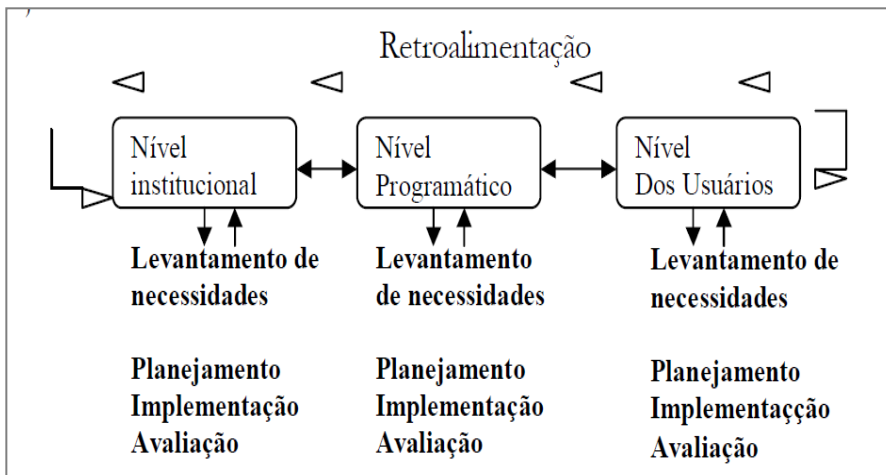 Retroalimentação
Nível
institucional
Nível
Programático
Nível
Dos Usuários
Levantamento de
necessidades
Levantamento
de necessidades
Levantamento de
necessidades
Planejamento
Implementação
Avaliação
Planejamento
Implementação
Avaliação
Planejamento
Implementaçção
Avaliação